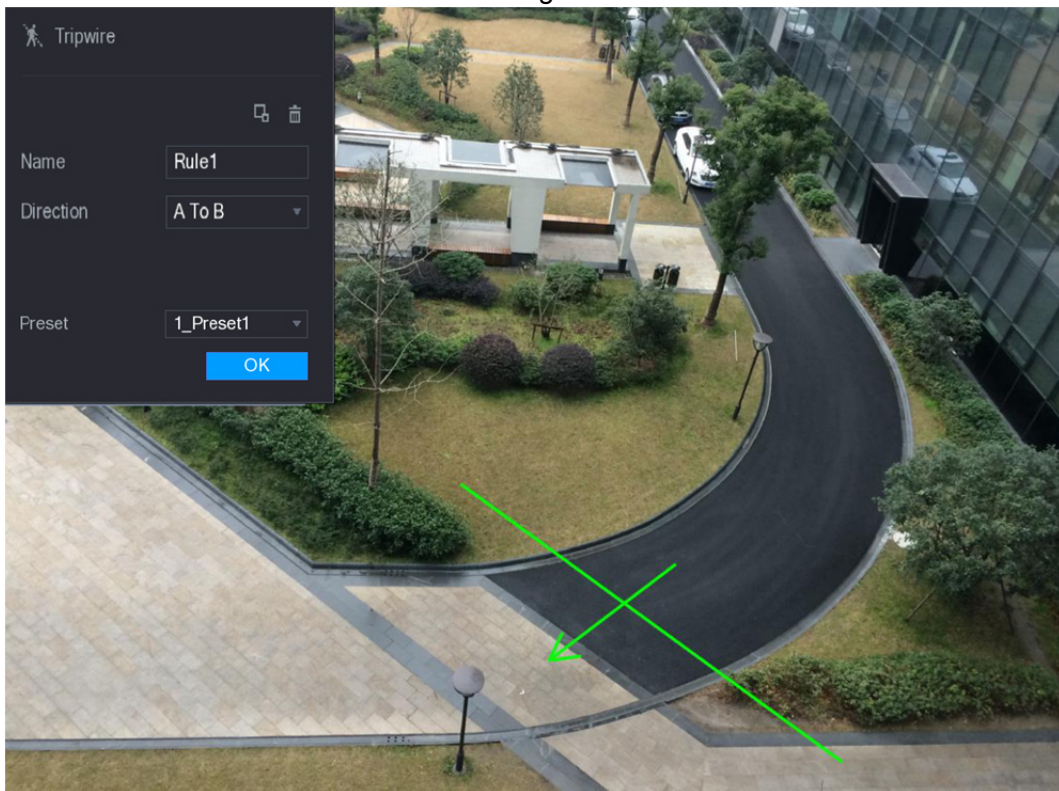 Tripwire
Name Rule1
Direction A To B
Preset 1_Preset1
OK